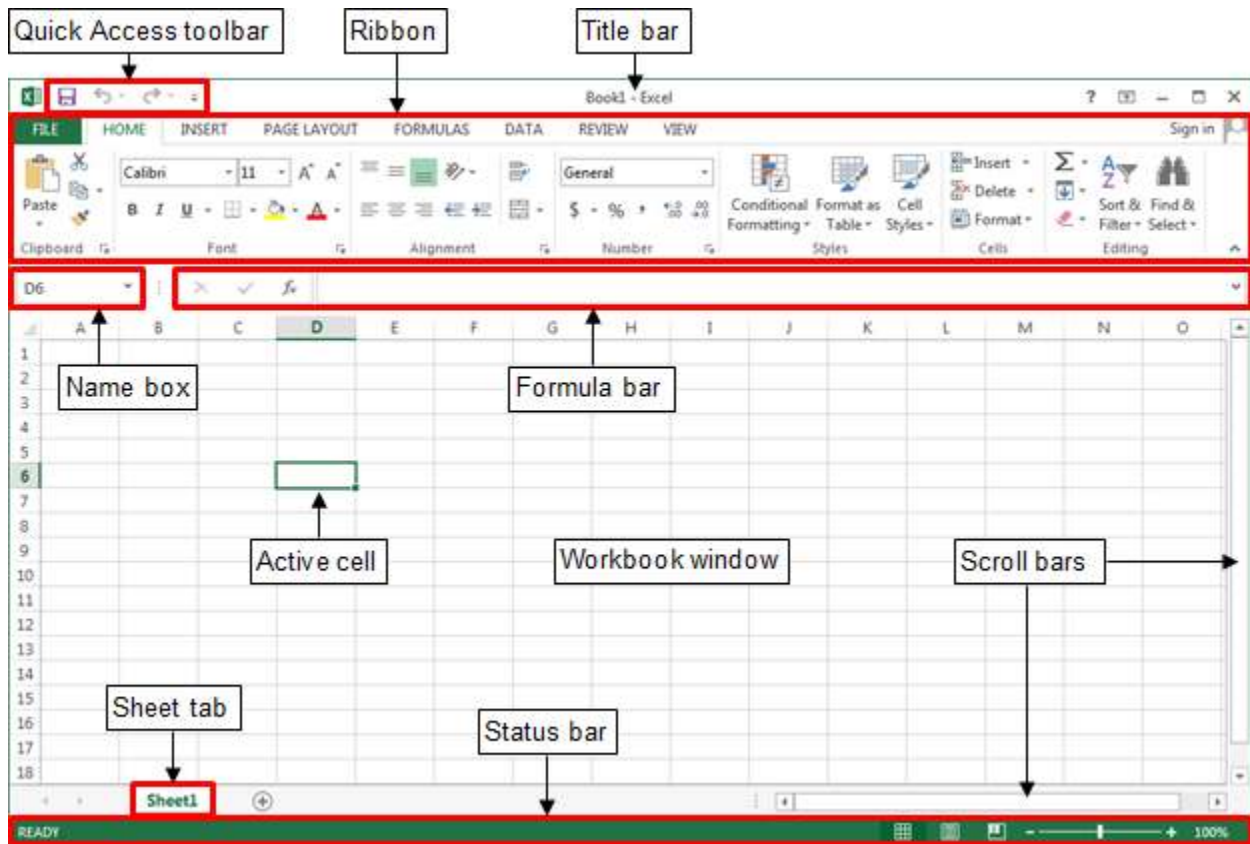 Quick Access toolbar Ribbon Title bar
Book1 - Excel ?
FILE HOME INSERT PAGE LAYOUT FORMULAS DATA REVIEW VIEW Sign in
Calibri 11 A A General Insert Σ
Paste B I U A $ % , Conditional Format as Cell Delete Sort & Find &
Formatting Table Styles Format Filter Select
Clipboard Font Alignment Number Styles Cells Editing
D6 fx
A B C D E F G H I J K L M N O
1
2
Name box Formula bar
3
4
5
6
7
8
9
Active cell Workbook window Scroll bars
10
11
12
13
14
15
Sheet tab
16
Status bar
17
18
Sheet1
READY 100%